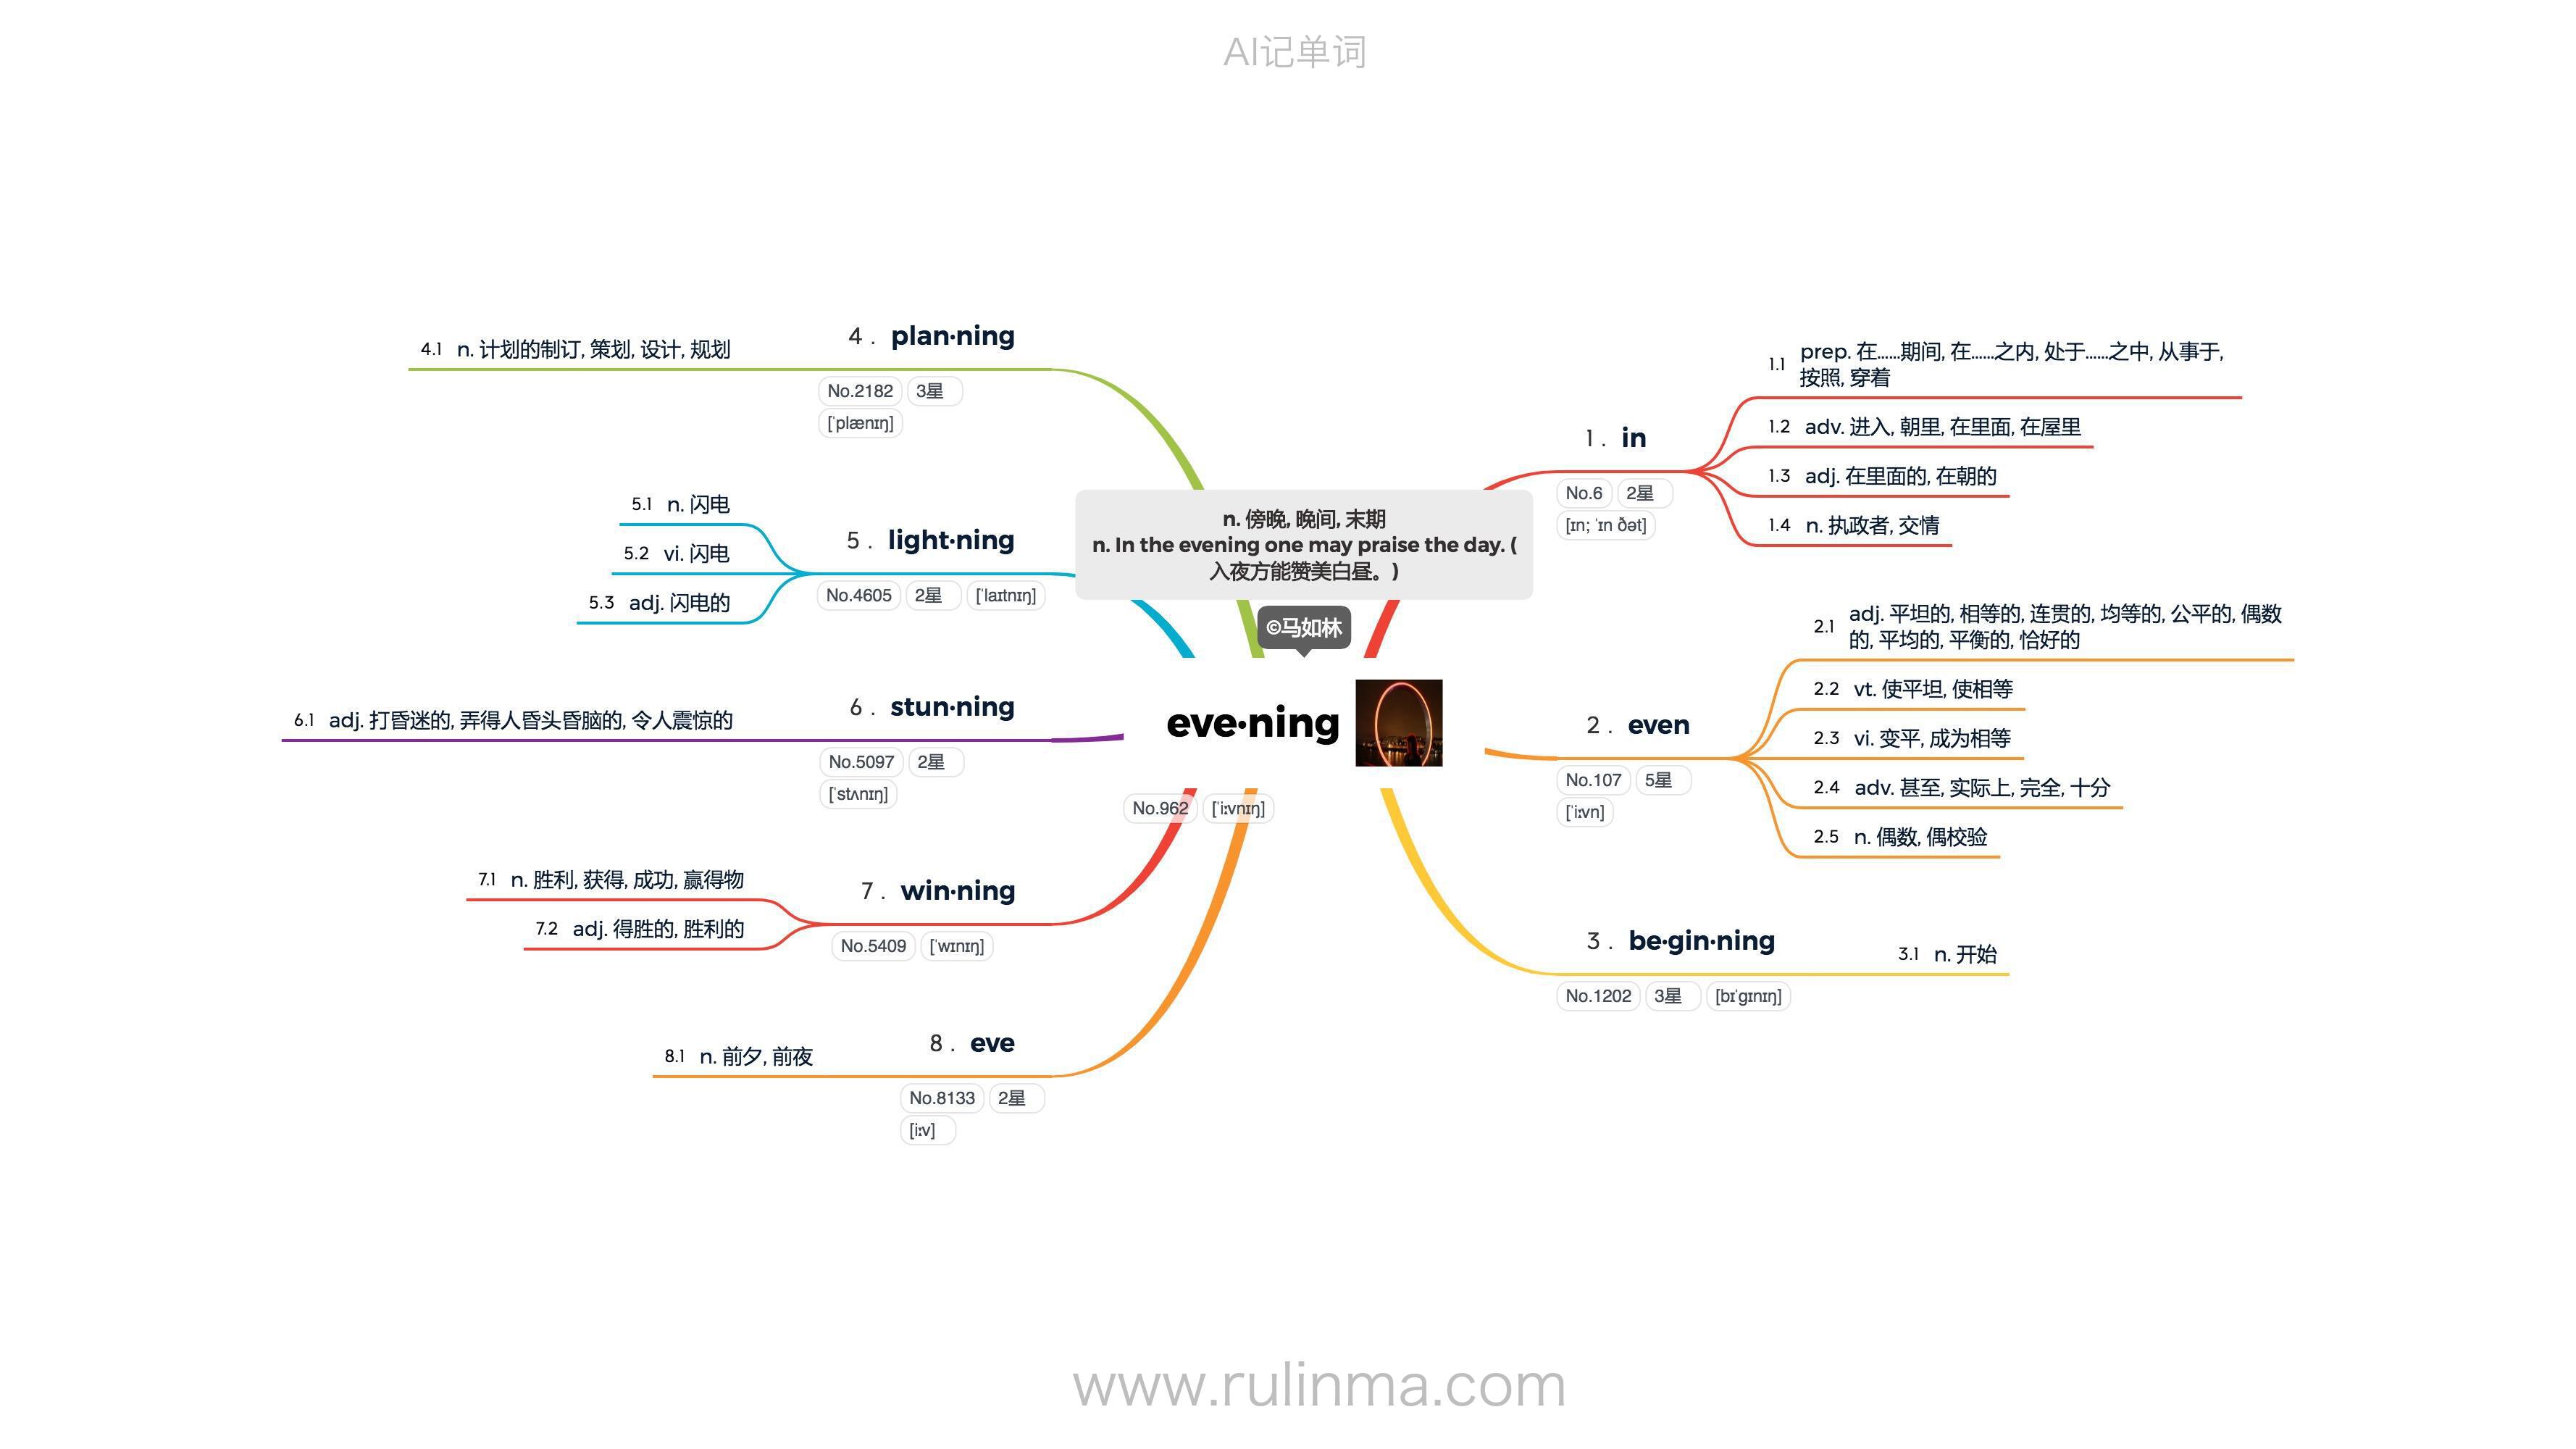 AI记单词
n. 傍晚, 晚间, 末期
n. In the evening one may praise the day. (
入夜方能赞美白昼。)
©马如林
eve·ning
No.962 [ˈiːvnɪŋ]
1 . in
No.6 2星
[ɪn; ˈɪn ðət]
1.1 prep. 在……期间, 在……之内, 处于……之中, 从事于,
按照, 穿着
1.2 adv. 进入, 朝里, 在里面, 在屋里
1.3 adj. 在里面的, 在朝的
1.4 n. 执政者, 交情
2 . even
No.107 5星
[ˈiːvn]
2.1 adj. 平坦的, 相等的, 连贯的, 均等的, 公平的, 偶数
的, 平均的, 平衡的, 恰好的
2.2 vt. 使平坦, 使相等
2.3 vi. 变平, 成为相等
2.4 adv. 甚至, 实际上, 完全, 十分
2.5 n. 偶数, 偶校验
3 . be·gin·ning
No.1202 3星 [bɪˈɡɪnɪŋ]
3.1 n. 开始
4 . plan·ning
No.2182 3星
[ˈplænɪŋ]
4.1 n. 计划的制订, 策划, 设计, 规划
5 . light·ning
No.4605 2星 [ˈlaɪtnɪŋ]
5.1 n. 闪电
5.2 vi. 闪电
5.3 adj. 闪电的
6 . stun·ning
No.5097 2星
[ˈstʌnɪŋ]
6.1 adj. 打昏迷的, 弄得人昏头昏脑的, 令人震惊的
7 . win·ning
No.5409 [ˈwɪnɪŋ]
7.1 n. 胜利, 获得, 成功, 赢得物
7.2 adj. 得胜的, 胜利的
8 . eve
No.8133 2星
[iːv]
8.1 n. 前夕, 前夜
www.rulinma.com